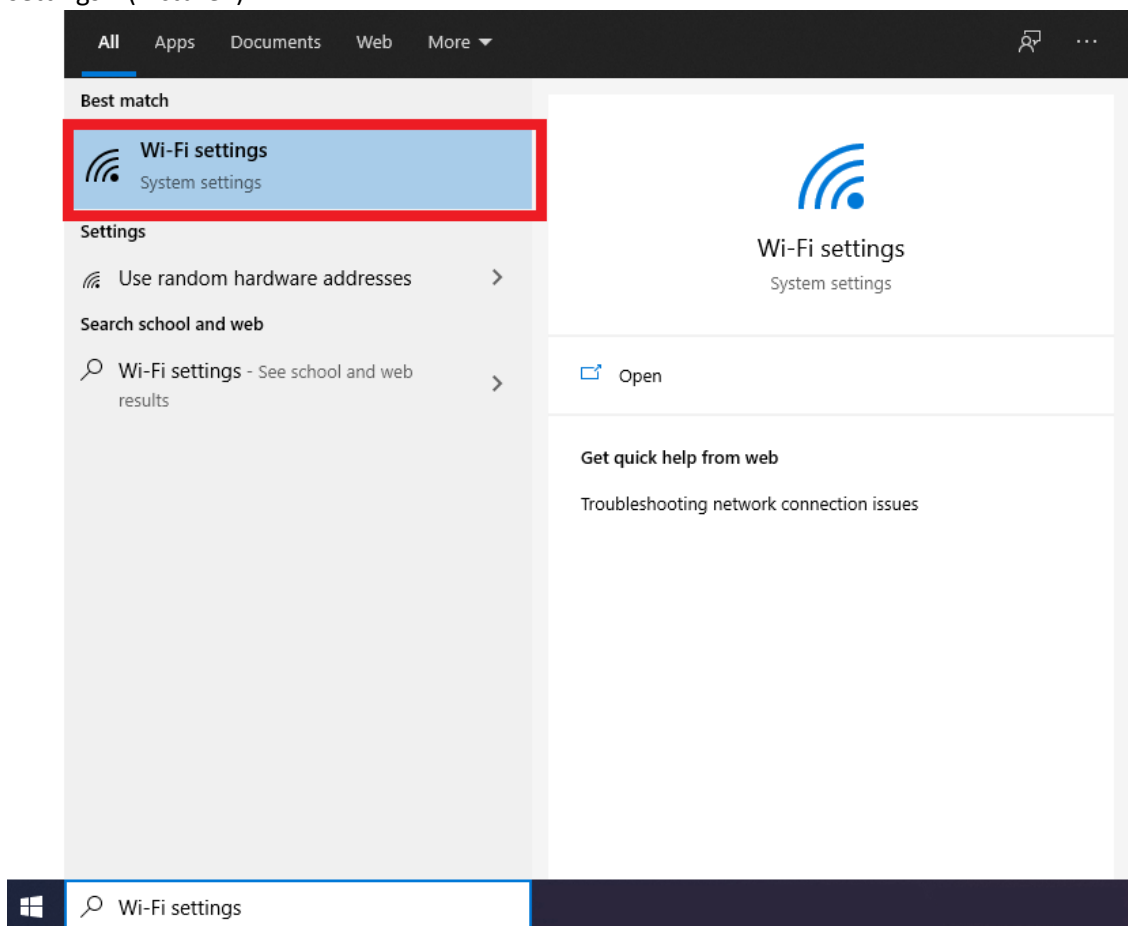 All Apps Documents Web More
Best match
Wi-Fi settings
System settings
Settings
Use random hardware addresses
Search school and web
Wi-Fi settings - See school and web
results
Wi-Fi settings
System settings
Open
Get quick help from web
Troubleshooting network connection issues
Wi-Fi settings